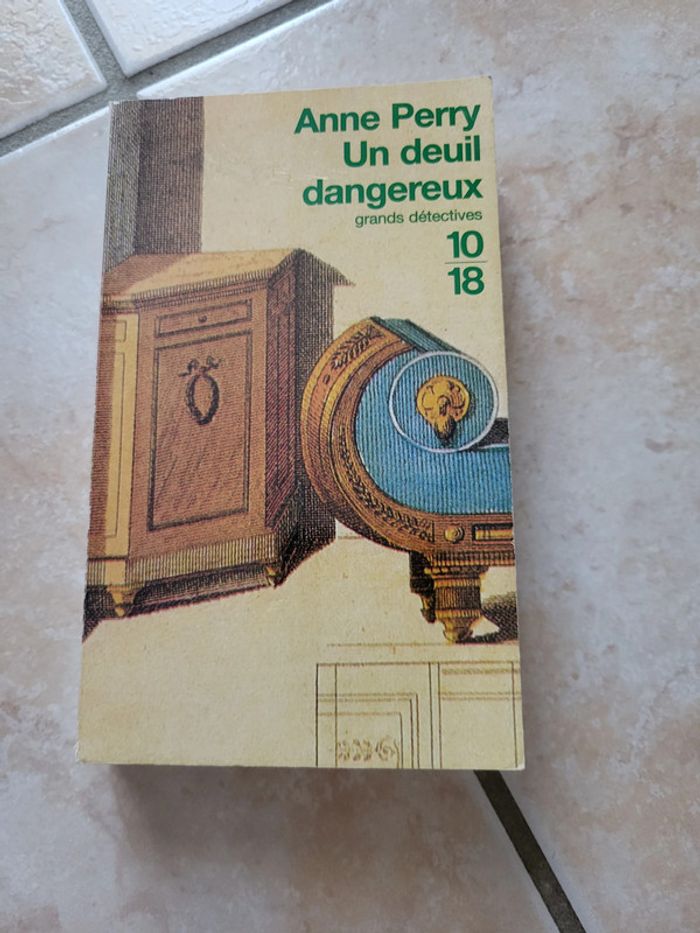 Anne Perry
Un deuil
dangereux
grands détectives
10
18